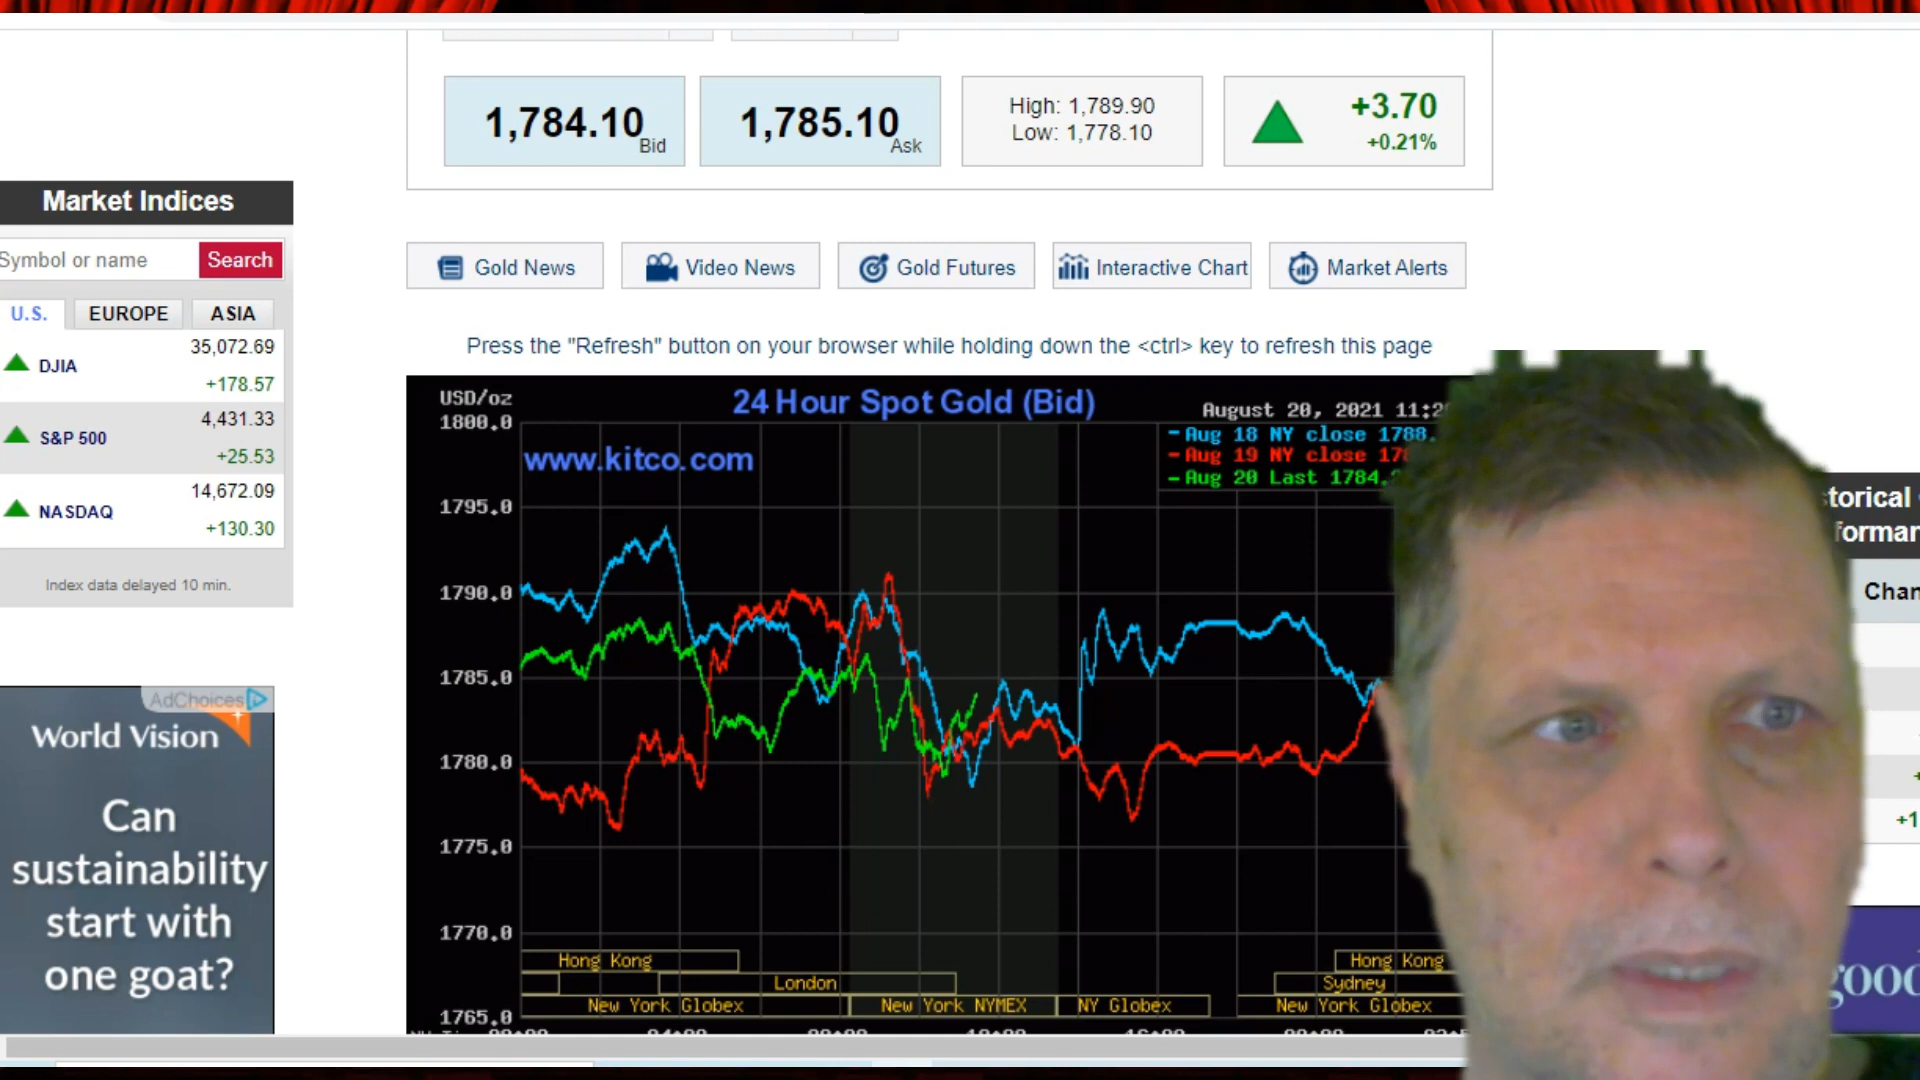 1,784.10
Bid
1,785.10
Ask
High: 1,789.90
Low: 1,778.10
+3.70
+0.21%
Market Indices
Symbol or name
Search
U.S.
EUROPE
ASIA
DJIA
35,072.69
+178.57
S&P 500
4,431.33
+25.53
NASDAQ
14,672.09
+130.30
Index data delayed 10 min.
Gold News
Video News
Gold Futures
Interactive Chart
Market Alerts
Press the "Refresh" button on your browser while holding down the <ctrl> key to refresh this page
USD/oz
24 Hour Spot Gold (Bid)
August 20, 2021
www.kitco.com
Aug 18 NY close 1788.
Aug 19 NY close
Aug 20 Last 1784.
1800.0
1795.0
1790.0
1785.0
1780.0
1775.0
1770.0
1765.0
Hong Kong
Hong Kong
London
Sydney
New York Globex
New York NYMEX
NY Globex
New York Globex
AdChoices
World Vision
Can
sustainability
start with
one goat?
good